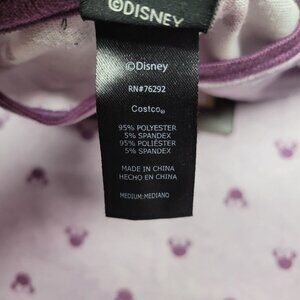 ©DISNEY
©Disney
RN#76292
Costco®
95% POLYESTER
5% SPANDEX
95% POLIÉSTER
5% SPANDEX
MADE IN CHINA
HECHO EN CHINA
MEDIUM/MEDIANO